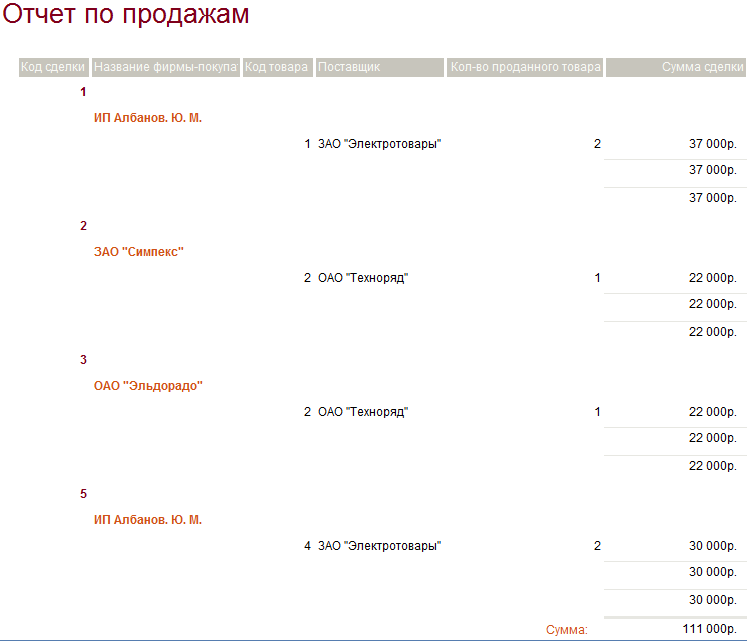 Отчет по продажам
Код сделки Название фирмы-покупа Код товара Поставщик Кол-во проданного товара Сумма сделки
1
ИП Албанов. Ю. М.
1 ЗАО "Электротовары" 2 37 000р.
37 000р.
37 000р.
2
ЗАО "Симпекс"
2 ОАО "Техноряд" 1 22 000р.
22 000р.
22 000р.
3
ОАО "Эльдорадо"
2 ОАО "Техноряд" 1 22 000р.
22 000р.
22 000р.
5
ИП Албанов. Ю. М.
4 ЗАО "Электротовары" 2 30 000р.
30 000р.
30 000р.
Сумма: 111 000р.